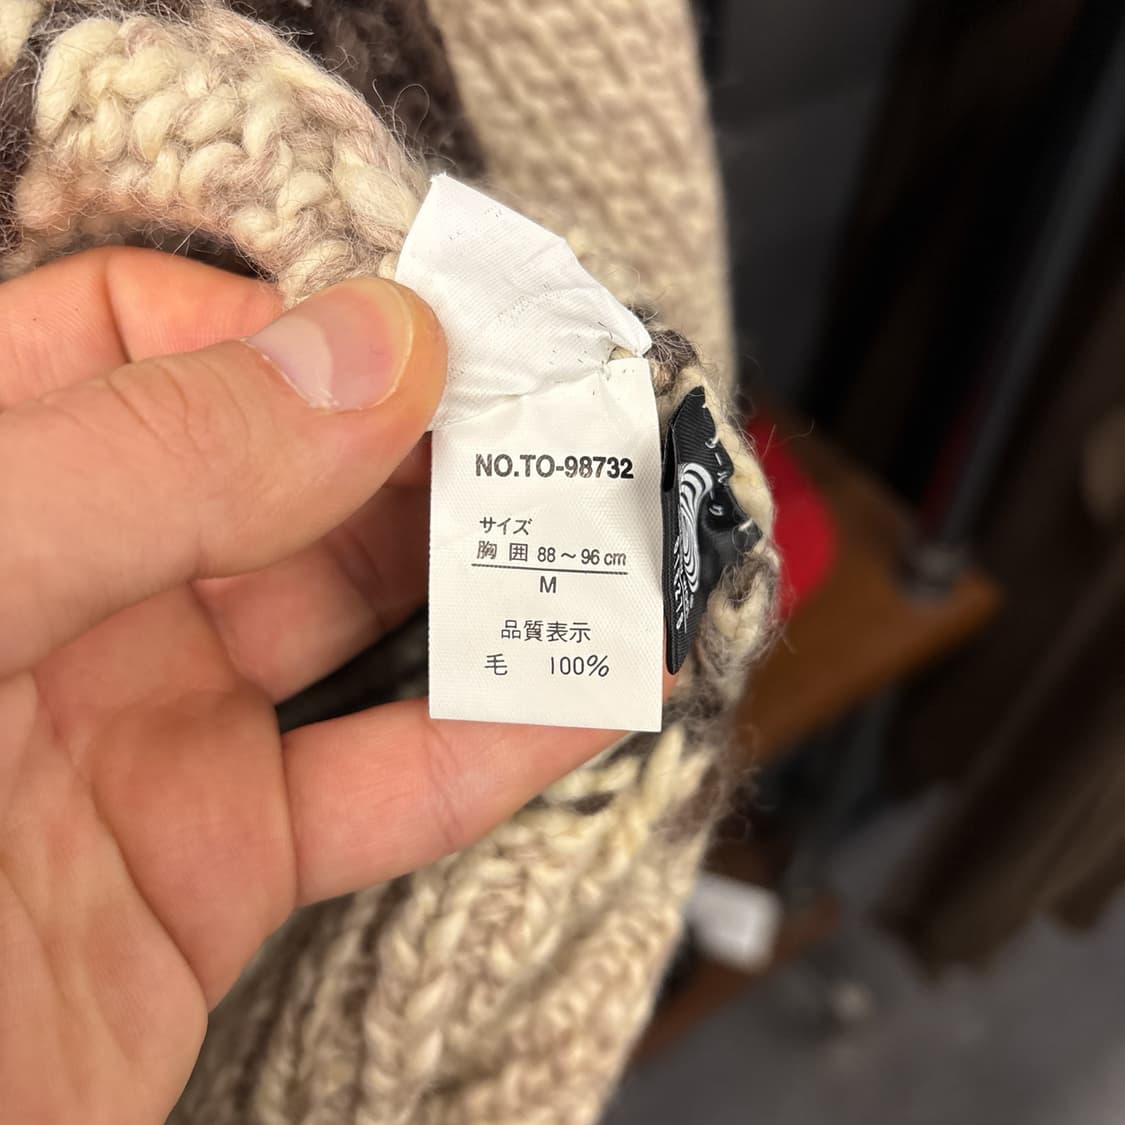 NO.TO-98732
サイズ
胸 囲 88～96cm
M
品質表示
毛 100%